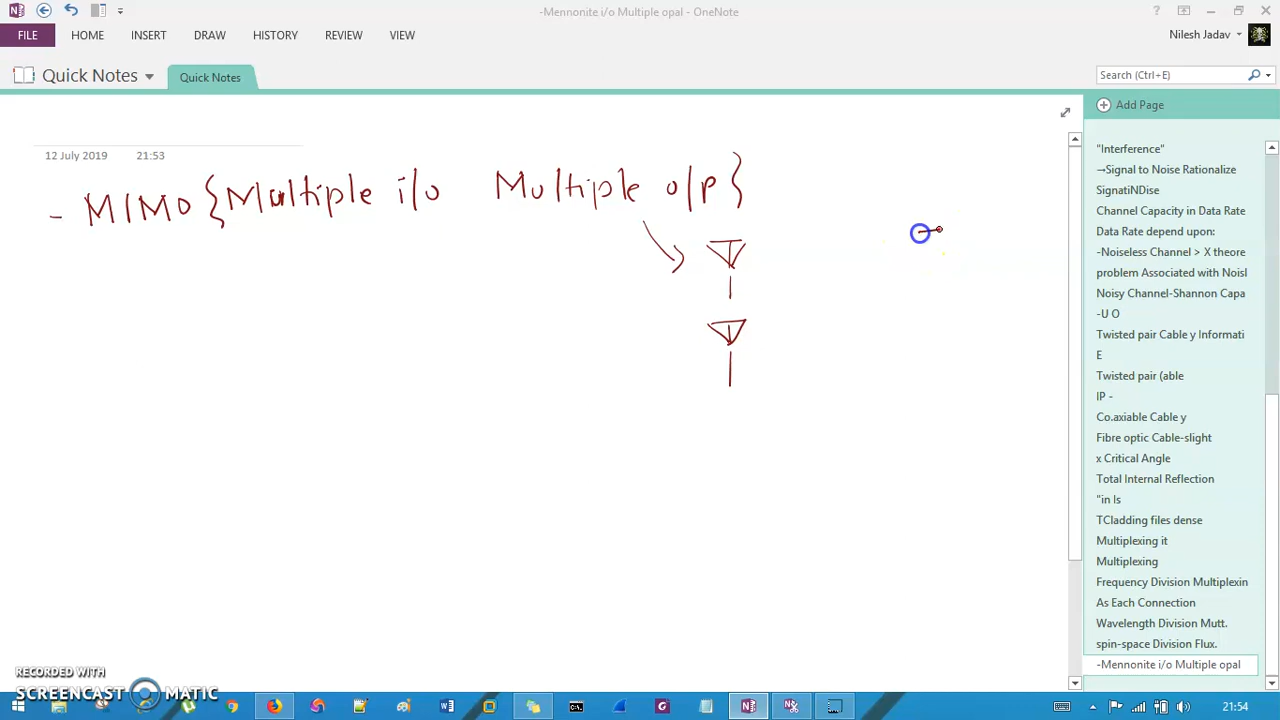 -Mennonite i/o Multiple opal - OneNote
FILE HOME INSERT DRAW HISTORY REVIEW VIEW
Nilesh Jadav
Quick Notes
Quick Notes
Search (Ctrl+E)
Add Page
12 July 2019 21:53
- MIMO {Multiple i/o Multiple o/p}
"Interference"
→Signal to Noise Rationalize
SignatiNDise
Channel Capacity in Data Rate
Data Rate depend upon:
-Noiseless Channel > X theore
problem Associated with Noisl
Noisy Channel-Shannon Capa
-U O
Twisted pair Cable y Informati
E
Twisted pair (able
IP -
Co.axiable Cable y
Fibre optic Cable-slight
x Critical Angle
Total Internal Reflection
"in ls
TCladding files dense
Multiplexing it
Multiplexing
Frequency Division Multiplexin
As Each Connection
Wavelength Division Mutt.
spin-space Division Flux.
-Mennonite i/o Multiple opal
RECORDED WITH
SCREENCAST MATIC
21:54